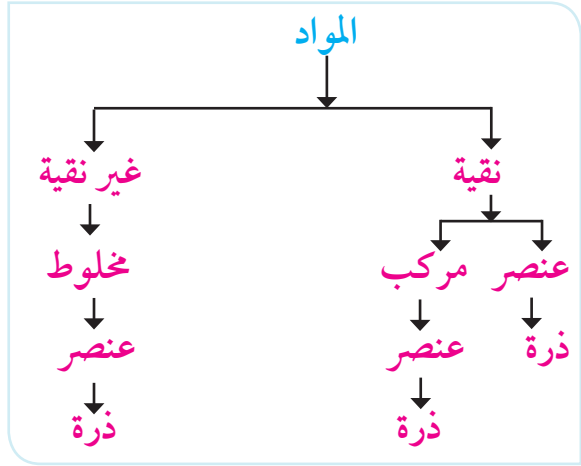 المواد
نقية غير نقية
عنصر مركب مخلوط
ذرة عنصر عنصر
ذرة ذرة